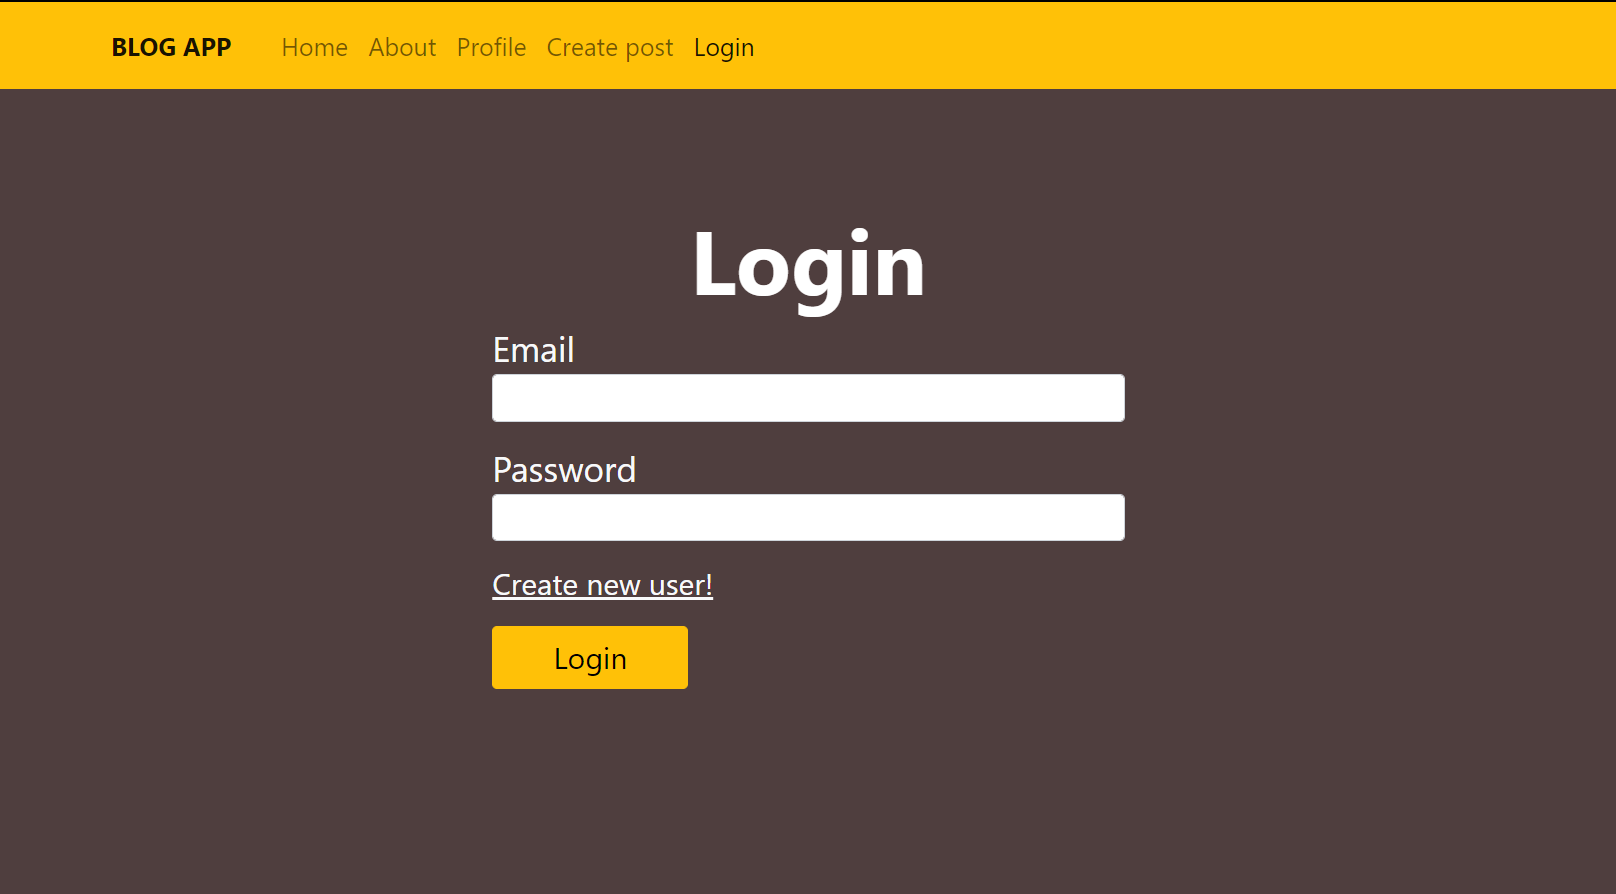 BLOG APP Home About Profile Create post Login
Login
Email
Password
Create new user!
Login